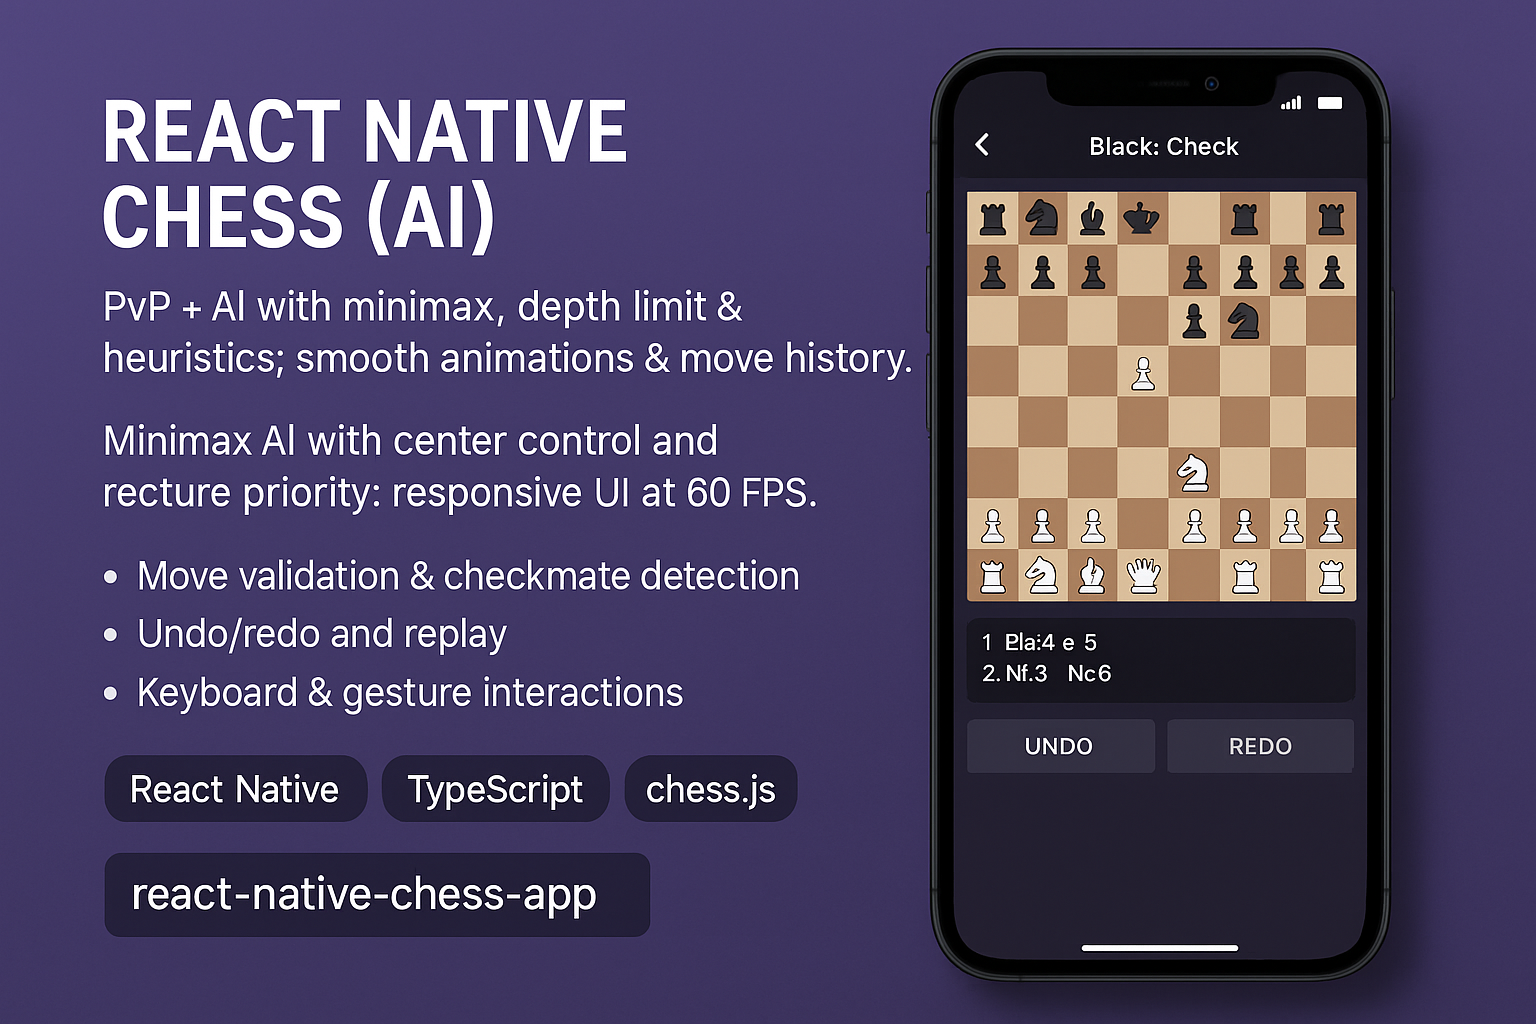 REACT NATIVE
CHESS (AI)
PvP + AI with minimax, depth limit &
heuristics; smooth animations & move history.
Minimax AI with center control and
recture priority: responsive UI at 60 FPS.
• Move validation & checkmate detection
• Undo/redo and replay
• Keyboard & gesture interactions
React Native
TypeScript
chess.js
react-native-chess-app
Black: Check
1 Pla:4 e 5
2. Nf.3 Nc6
UNDO
REDO